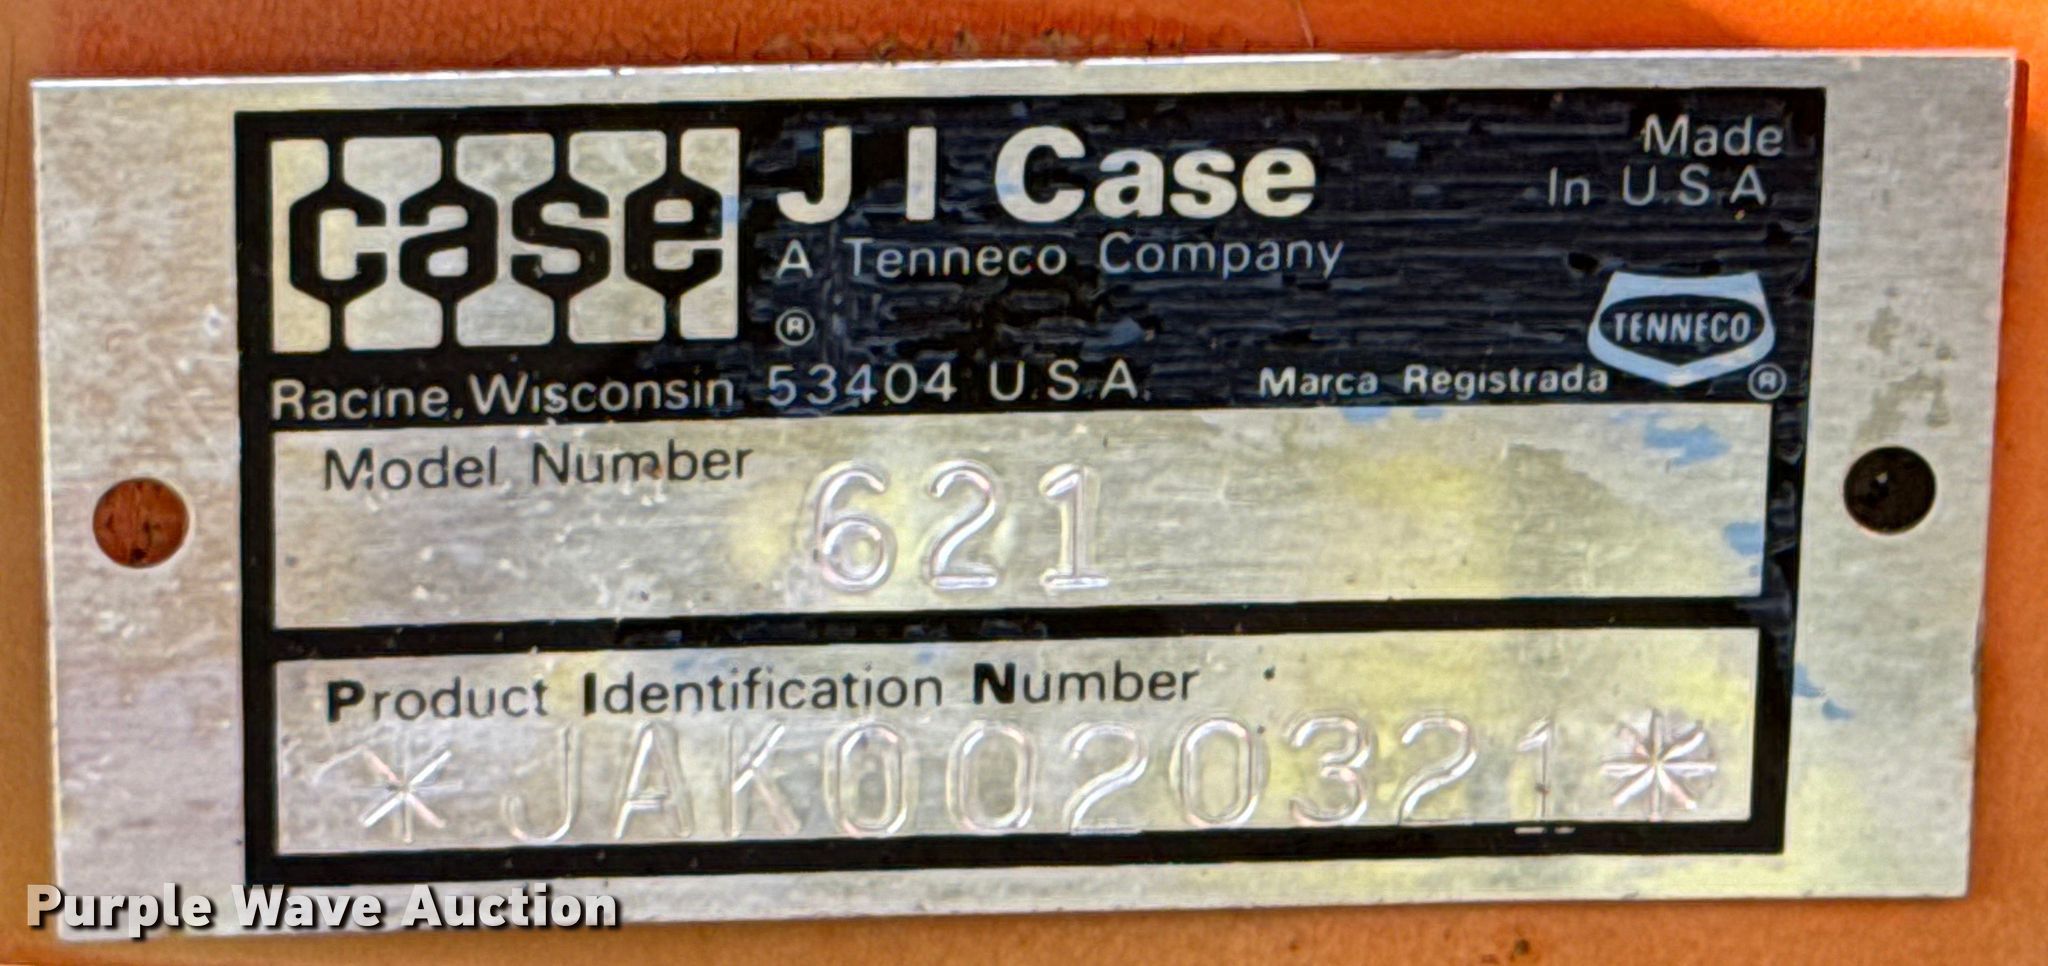 case J I Case
Made
In U.S.A.
A Tenneco Company
®
TENNECO
®
Racine, Wisconsin 53404 U.S.A. Marca Registrada
Model Number 621
Product Identification Number
*JAK0020321*
Purple Wave Auction